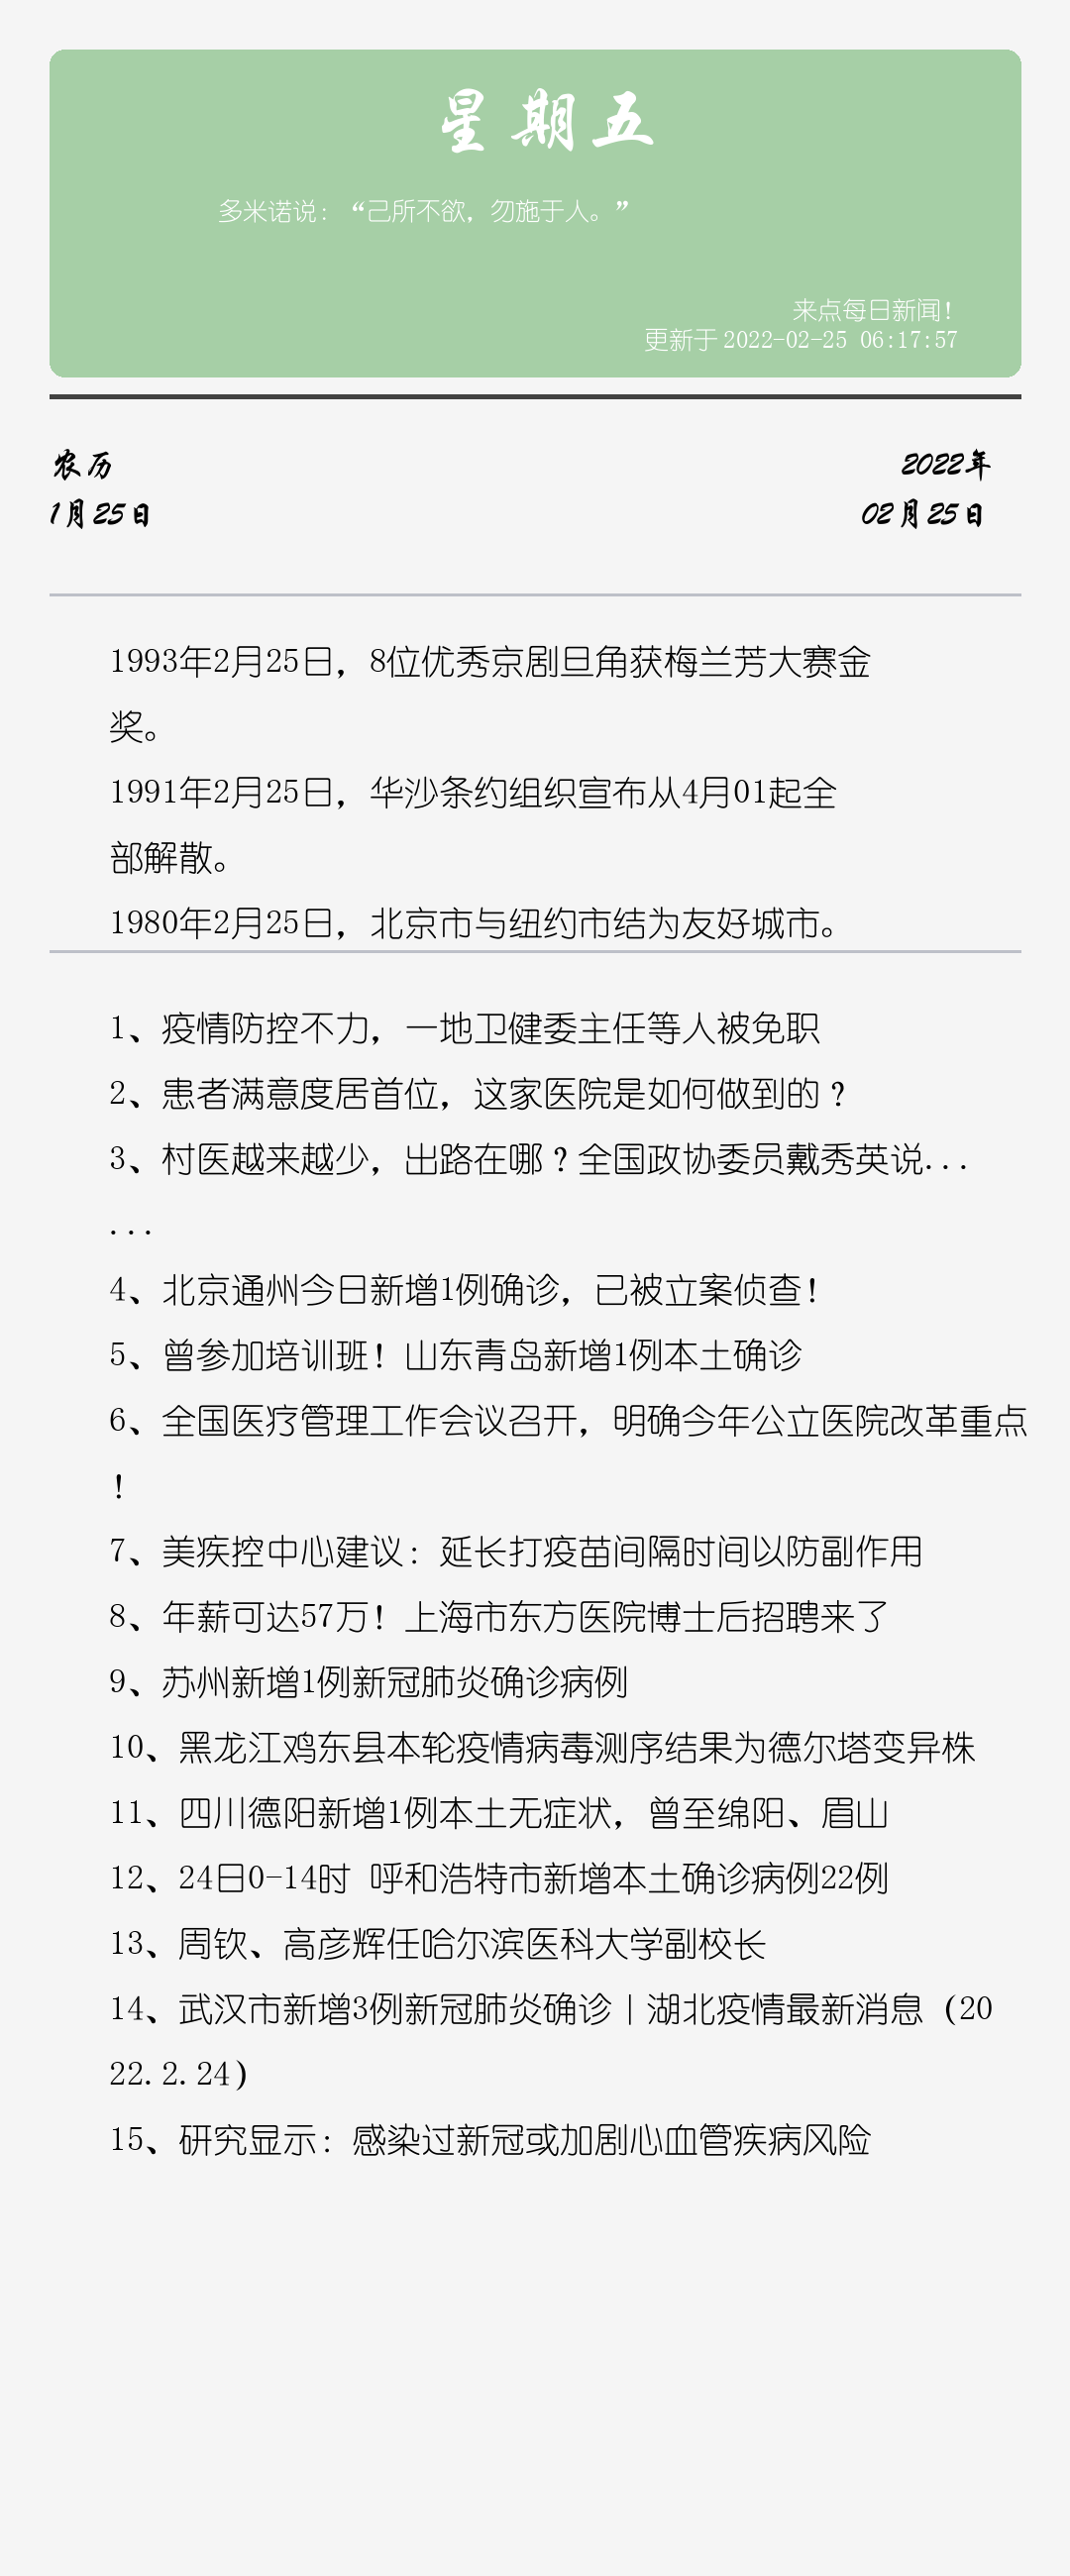 星期五
多米诺说：“己所不欲，勿施于人。”
来点每日新闻！
更新于 2022-02-25 06:17:57
农历
2022年
1月25日
02月25日
1993年2月25日，8位优秀京剧旦角获梅兰芳大赛金
奖。
1991年2月25日，华沙条约组织宣布从4月01起全
部解散。
1980年2月25日，北京市与纽约市结为友好城市。
1、疫情防控不力，一地卫健委主任等人被免职
2、患者满意度居首位，这家医院是如何做到的？
3、村医越来越少，出路在哪？全国政协委员戴秀英说...
...
4、北京通州今日新增1例确诊，已被立案侦查！
5、曾参加培训班！山东青岛新增1例本土确诊
6、全国医疗管理工作会议召开，明确今年公立医院改革重点
！
7、美疾控中心建议：延长打疫苗间隔时间以防副作用
8、年薪可达57万！上海市东方医院博士后招聘来了
9、苏州新增1例新冠肺炎确诊病例
10、黑龙江鸡东县本轮疫情病毒测序结果为德尔塔变异株
11、四川德阳新增1例本土无症状，曾至绵阳、眉山
12、24日0-14时 呼和浩特市新增本土确诊病例22例
13、周钦、高彦辉任哈尔滨医科大学副校长
14、武汉市新增3例新冠肺炎确诊丨湖北疫情最新消息（20
22.2.24）
15、研究显示：感染过新冠或加剧心血管疾病风险